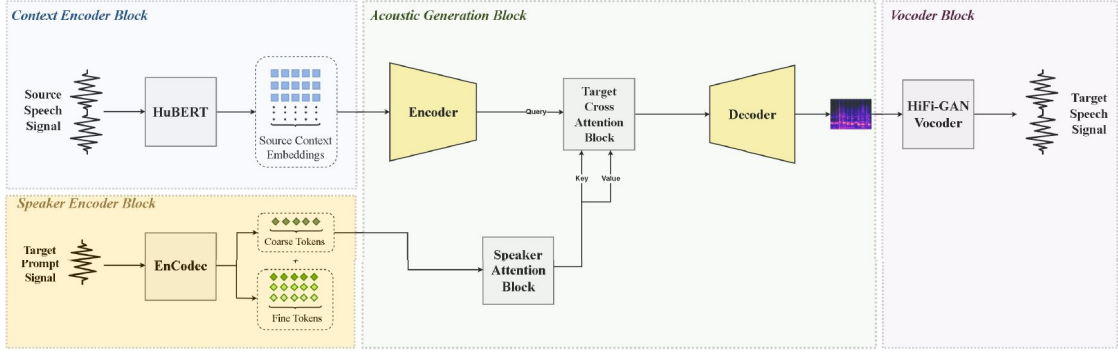 Context Encoder Block
Source
Speech
Signal
HuBERT
Source Context
Embeddings
Speaker Encoder Block
Target
Prompt
Signal
EnCodec
Coarse Tokens
+
Fine Tokens
Acoustic Generation Block
Encoder
Query
Target
Cross
Attention
Block
Key
Value
Speaker
Attention
Block
Decoder
Vocoder Block
HiFi-GAN
Vocoder
Target
Speech
Signal